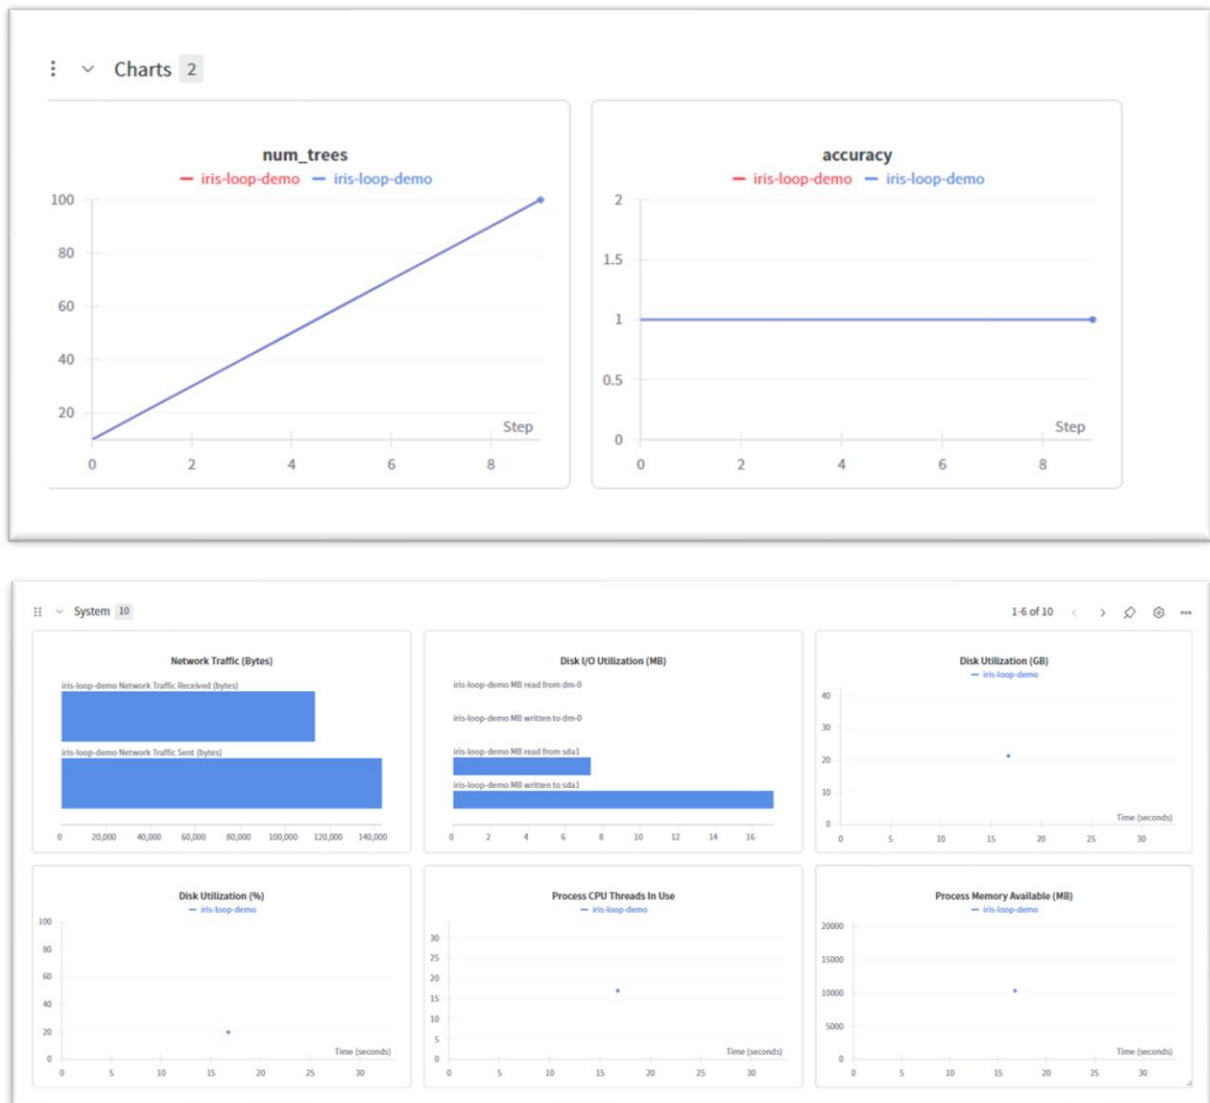 Charts 2
num_trees
iris-loop-demo iris-loop-demo
100
80
60
40
20
Step
0 2 4 6 8
accuracy
iris-loop-demo iris-loop-demo
2
1.5
1
0.5
0
Step
0 2 4 6 8
System 10
1-6 of 10
Network Traffic (Bytes)
iris-loop-demo Network Traffic Received (bytes)
iris-loop-demo Network Traffic Sent (bytes)
0 20,000 40,000 60,000 80,000 100,000 120,000 140,000
Disk I/O Utilization (MB)
iris-loop-demo MB read from dm-0
iris-loop-demo MB written to dm-0
iris-loop-demo MB read from sda1
iris-loop-demo MB written to sda1
0 2 4 6 8 10 12 14 16
Disk Utilization (GB)
iris-loop-demo
40
30
20
10
0
Time (seconds)
0 5 10 15 20 25 30
Disk Utilization (%)
iris-loop-demo
100
80
60
40
20
0
Time (seconds)
0 5 10 15 20 25 30
Process CPU Threads In Use
iris-loop-demo
30
25
20
15
10
5
0
Time (seconds)
0 5 10 15 20 25 30
Process Memory Available (MB)
iris-loop-demo
20000
15000
10000
5000
0
Time (seconds)
0 5 10 15 20 25 30